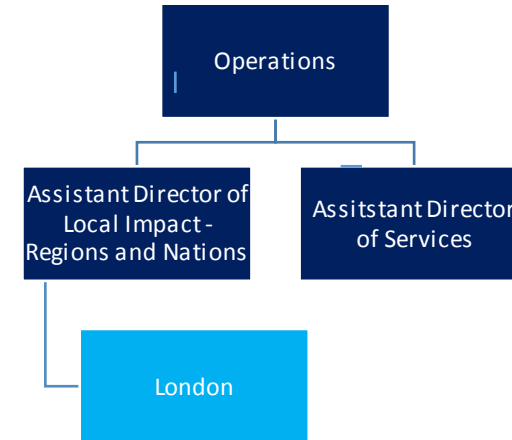 Operations
Assistant Director of
Local Impact -
Regions and Nations
Assitstant Director
of Services
London